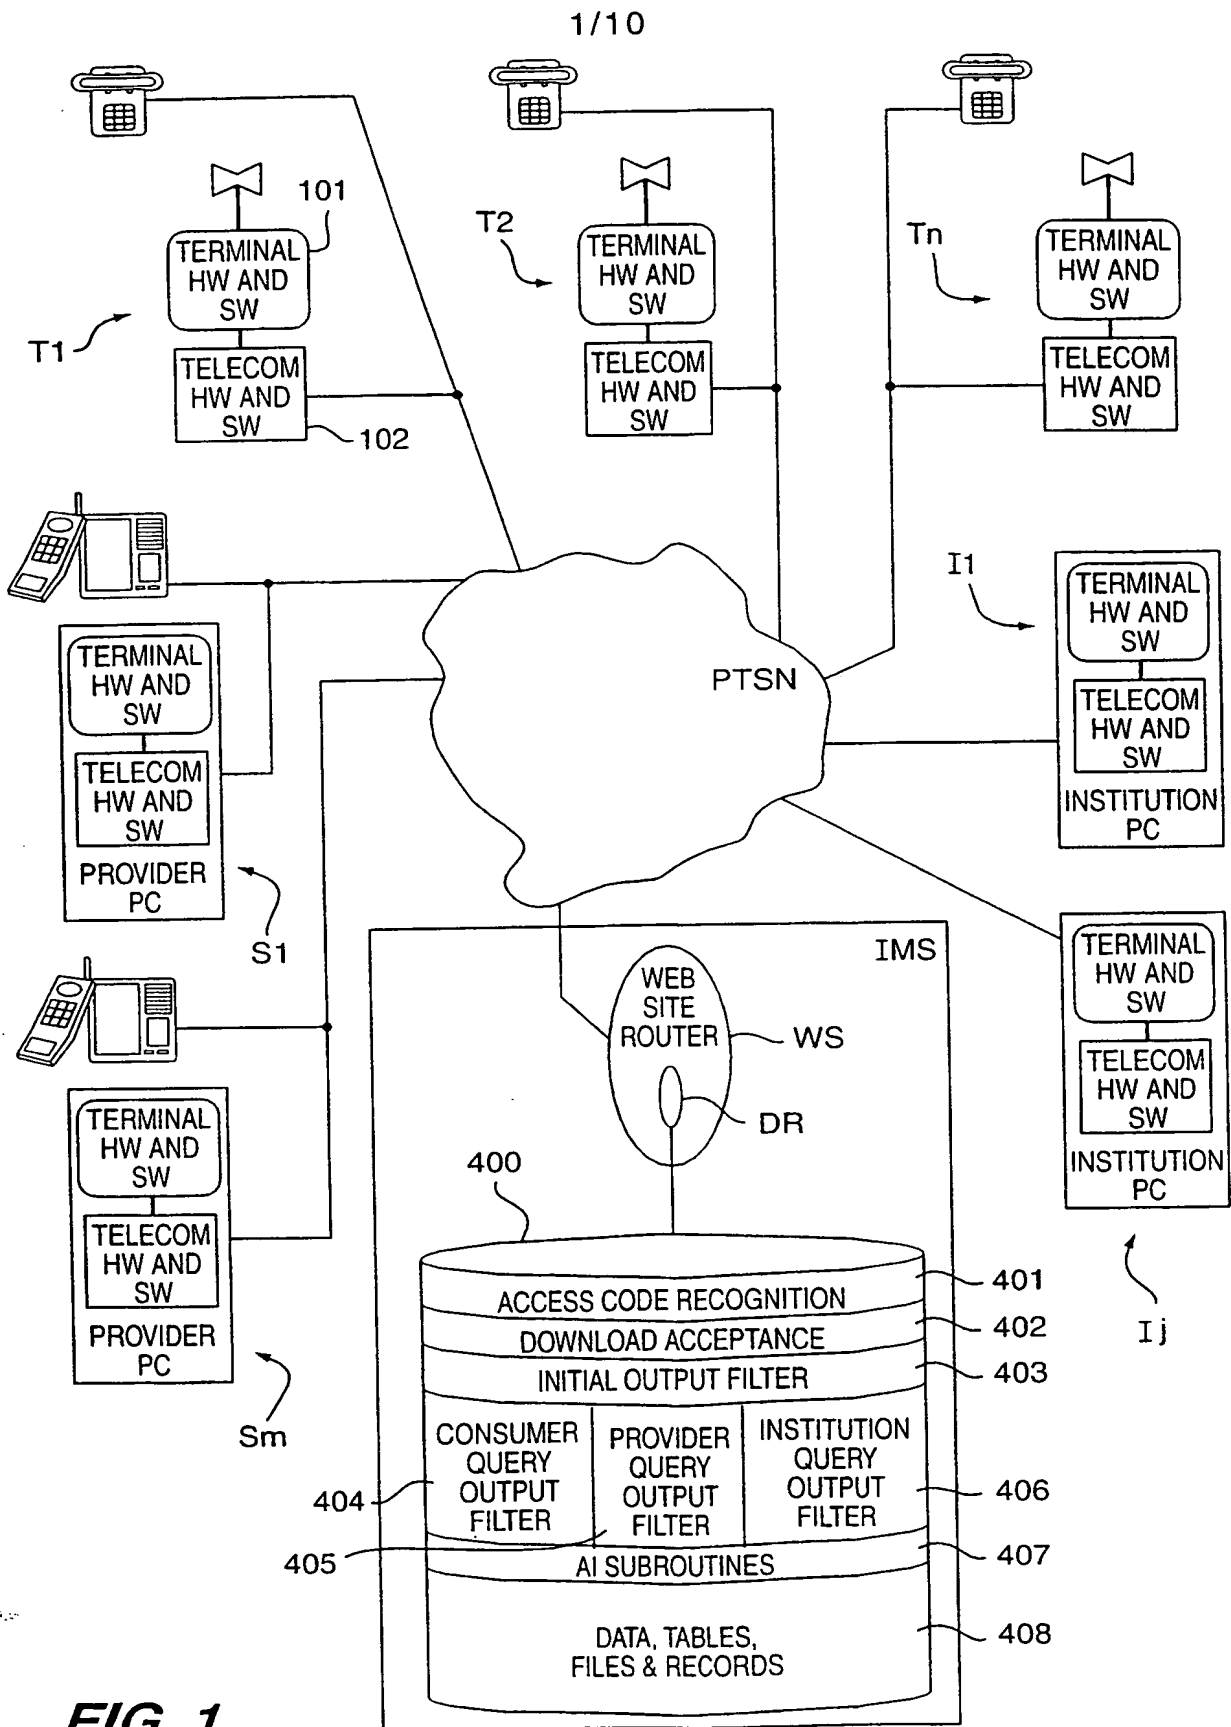 1/10
101
TERMINAL
HW AND
SW
T1
TELECOM
HW AND
SW
102
T2
TERMINAL
HW AND
SW
TELECOM
HW AND
SW
Tn
TERMINAL
HW AND
SW
TELECOM
HW AND
SW
PTSN
TERMINAL
HW AND
SW
TELECOM
HW AND
SW
PROVIDER
PC
S1
I1
TERMINAL
HW AND
SW
TELECOM
HW AND
SW
INSTITUTION
PC
TERMINAL
HW AND
SW
TELECOM
HW AND
SW
PROVIDER
PC
Sm
TERMINAL
HW AND
SW
TELECOM
HW AND
SW
INSTITUTION
PC
Ij
IMS
WEB
SITE
ROUTER
WS
DR
400
ACCESS CODE RECOGNITION
401
DOWNLOAD ACCEPTANCE
402
INITIAL OUTPUT FILTER
403
CONSUMER
QUERY
OUTPUT
FILTER
404
PROVIDER
QUERY
OUTPUT
FILTER
405
INSTITUTION
QUERY
OUTPUT
FILTER
406
AI SUBROUTINES
407
DATA, TABLES,
FILES & RECORDS
408
FIG. 1